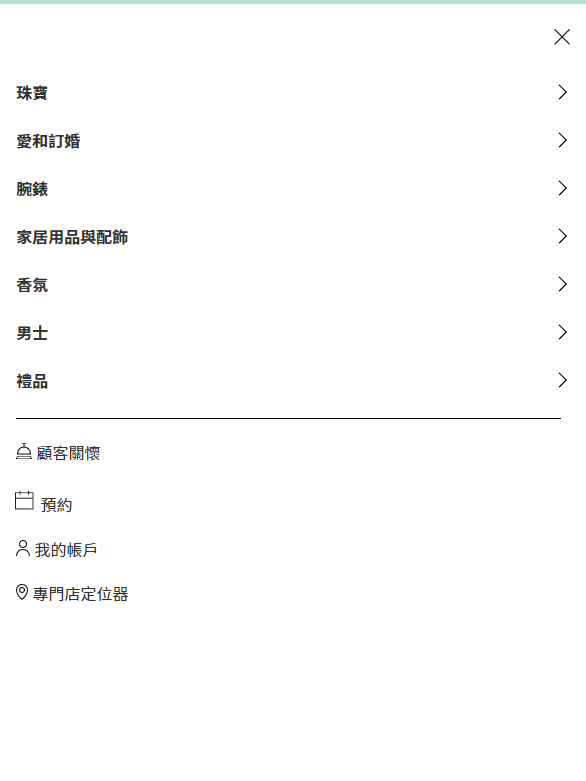 珠寶
愛和訂婚
腕錶
家居用品與配飾
香氛
男士
禮品
顧客關懷
預約
我的帳戶
專門店定位器